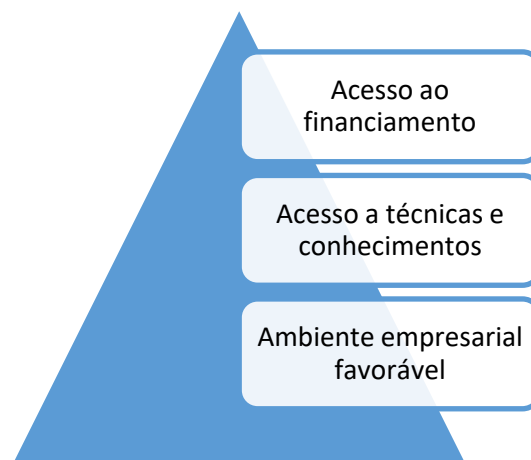 Acesso ao
financiamento
Acesso a técnicas e
conhecimentos
Ambiente empresarial
favorável